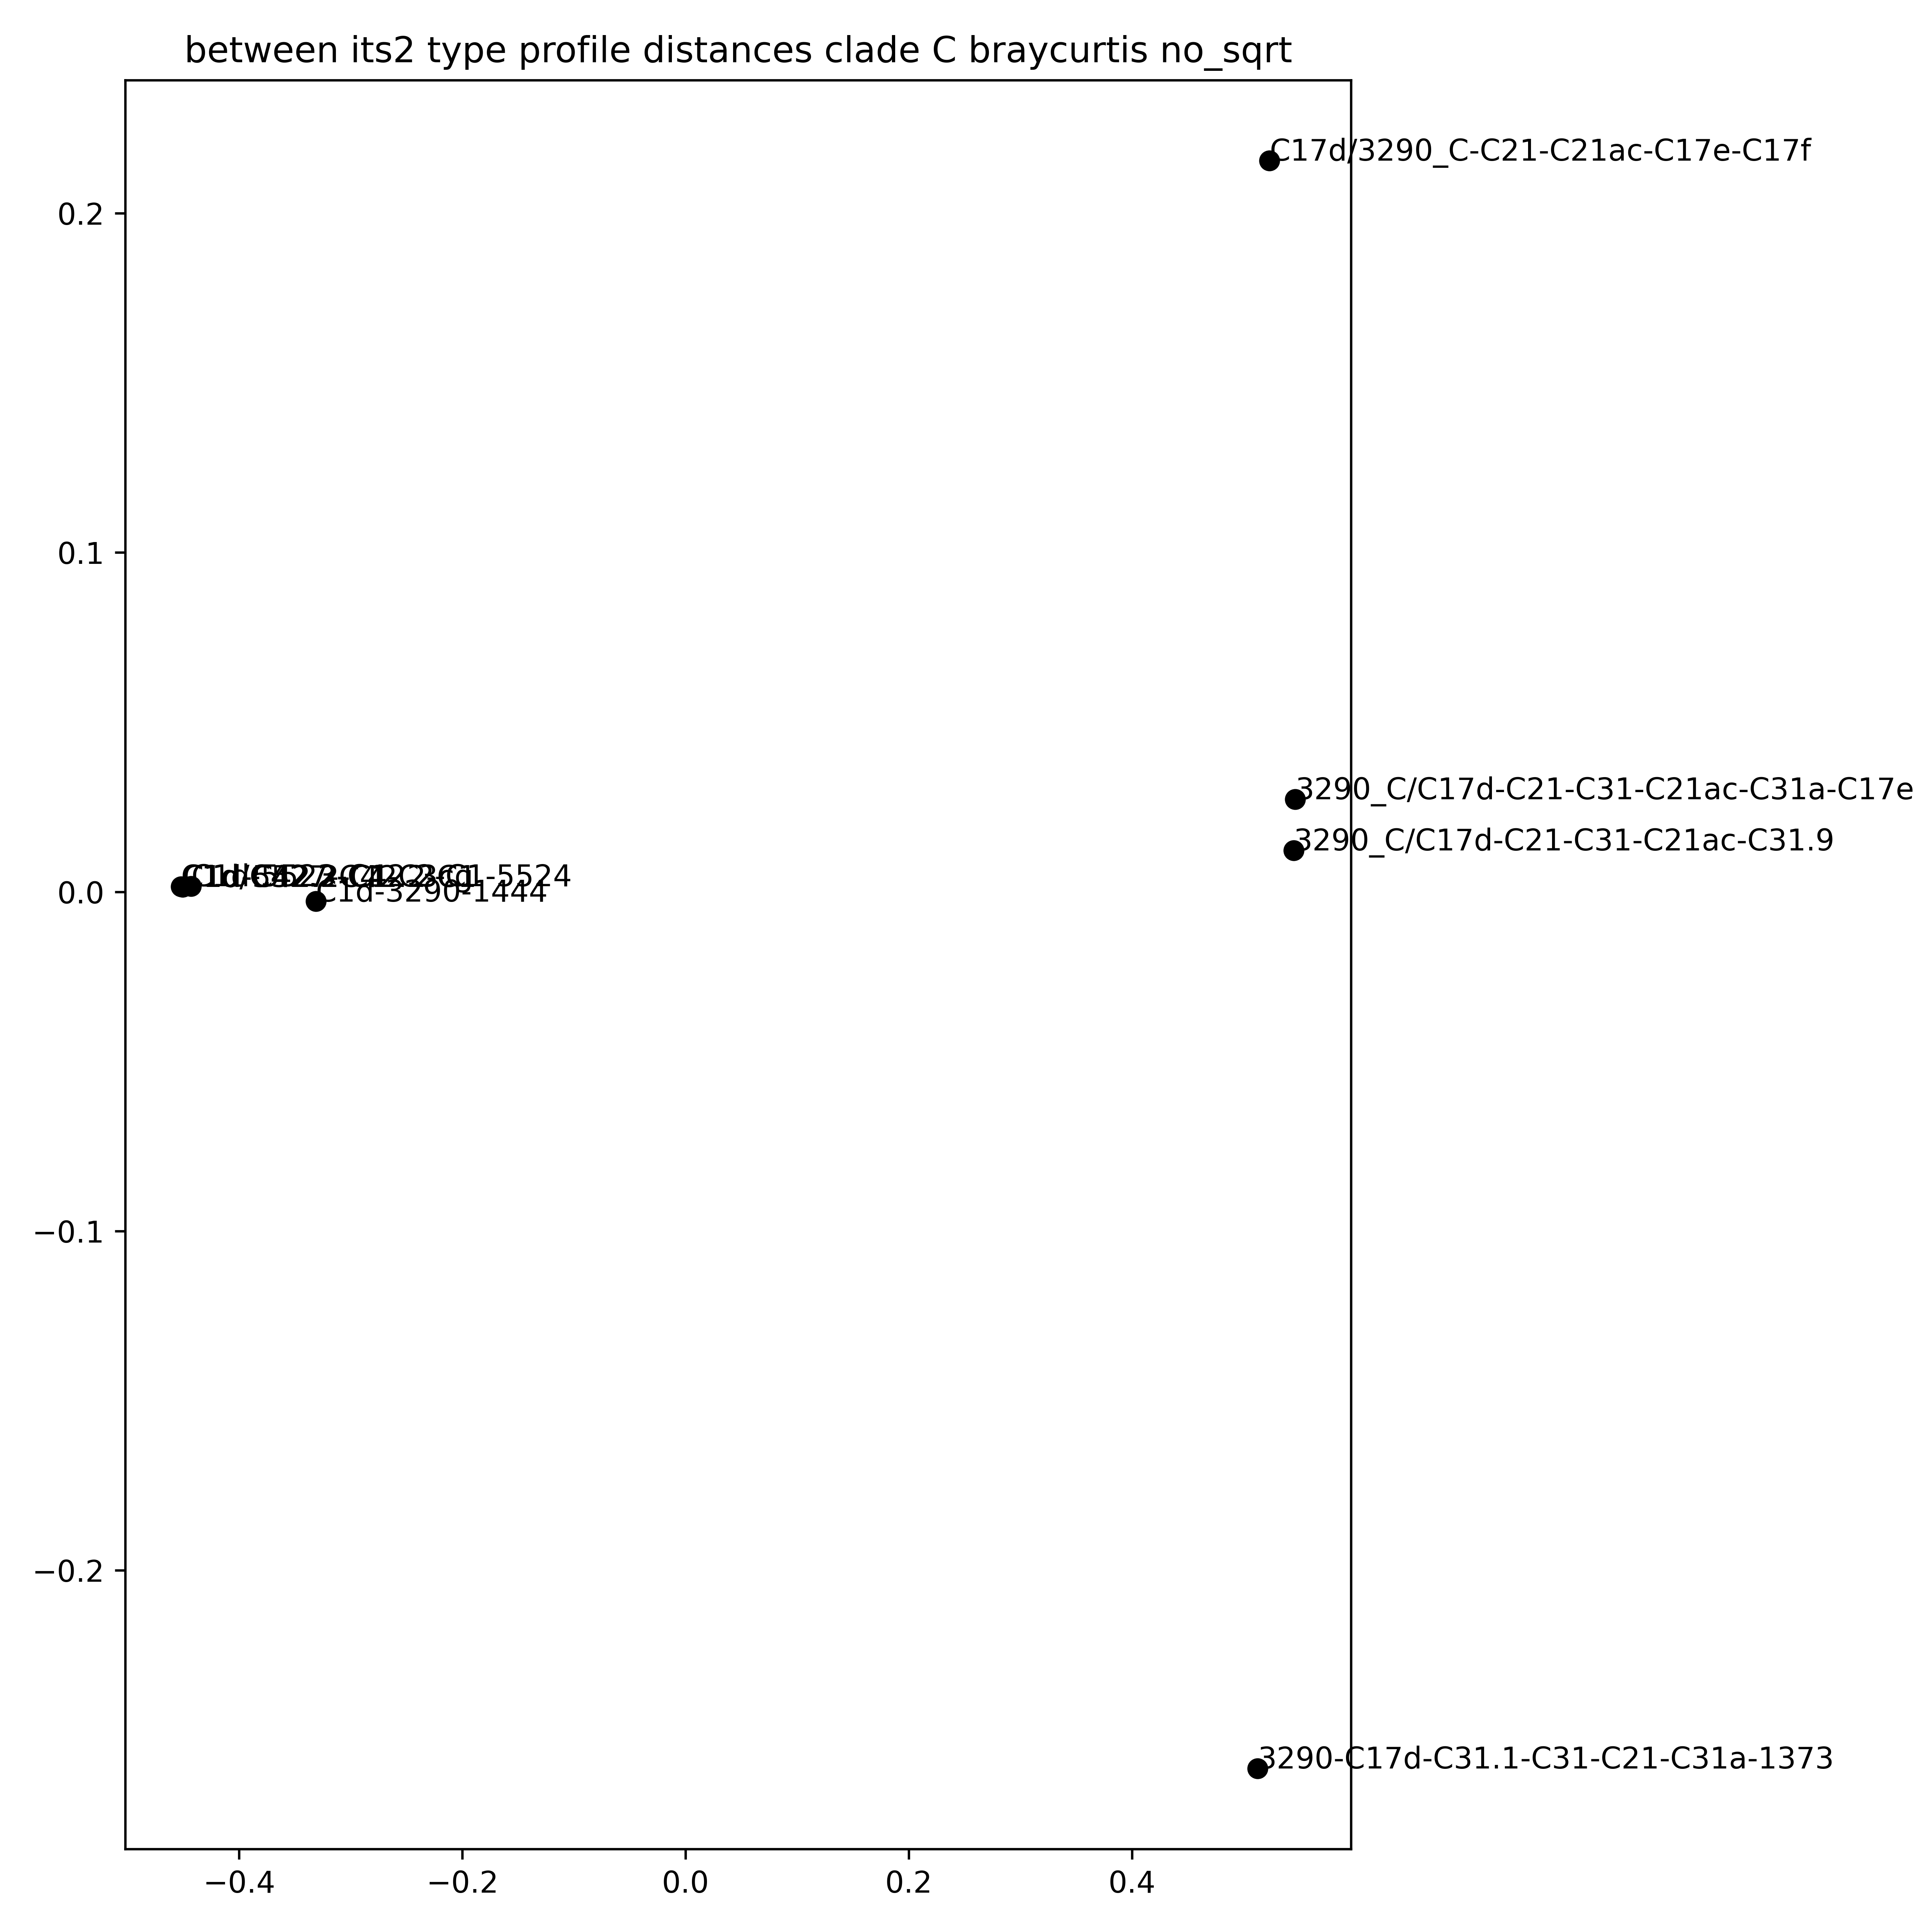 between its2 type profile distances clade C braycurtis no_sqrt
C17d/3290_C-C21-C21ac-C17e-C17f
0.2
0.1
3290_C/C17d-C21-C31-C21ac-C31a-C17e
3290_C/C17d-C21-C31-C21ac-C31.9
0.0
C1d-3290-1444
−0.1
−0.2
3290-C17d-C31.1-C31-C21-C31a-1373
−0.4 −0.2 0.0 0.2 0.4